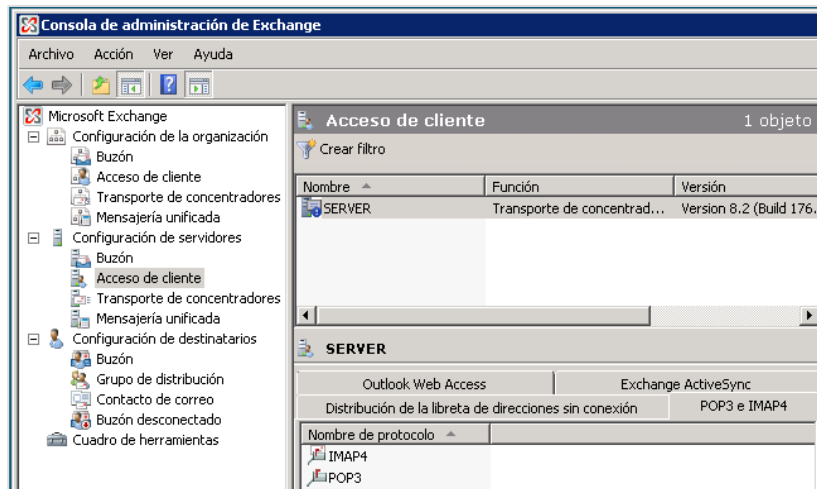 Consola de administración de Exchange
Archivo Acción Ver Ayuda
Microsoft Exchange
Configuración de la organización
Buzón
Acceso de cliente
Transporte de concentradores
Mensajería unificada
Configuración de servidores
Buzón
Acceso de cliente
Transporte de concentradores
Mensajería unificada
Configuración de destinatarios
Buzón
Grupo de distribución
Contacto de correo
Buzón desconectado
Cuadro de herramientas
Acceso de cliente 1 objeto
Crear filtro
Nombre Función Versión
SERVER Transporte de concentrad... Version 8.2 (Build 176.
SERVER
Outlook Web Access Exchange ActiveSync
Distribución de la libreta de direcciones sin conexión POP3 e IMAP4
Nombre de protocolo
IMAP4
POP3